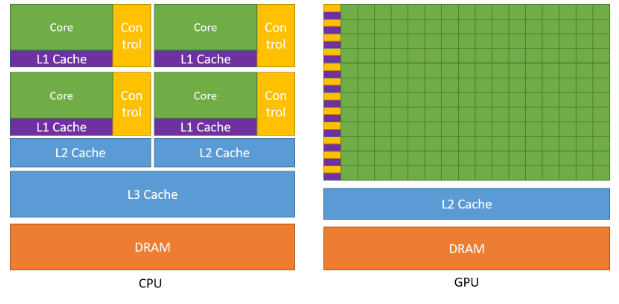 Core
Con
trol
Core
Con
trol
L1 Cache
L1 Cache
Core
Con
trol
Core
Con
trol
L1 Cache
L1 Cache
L2 Cache
L2 Cache
L3 Cache
DRAM
CPU
L2 Cache
DRAM
GPU